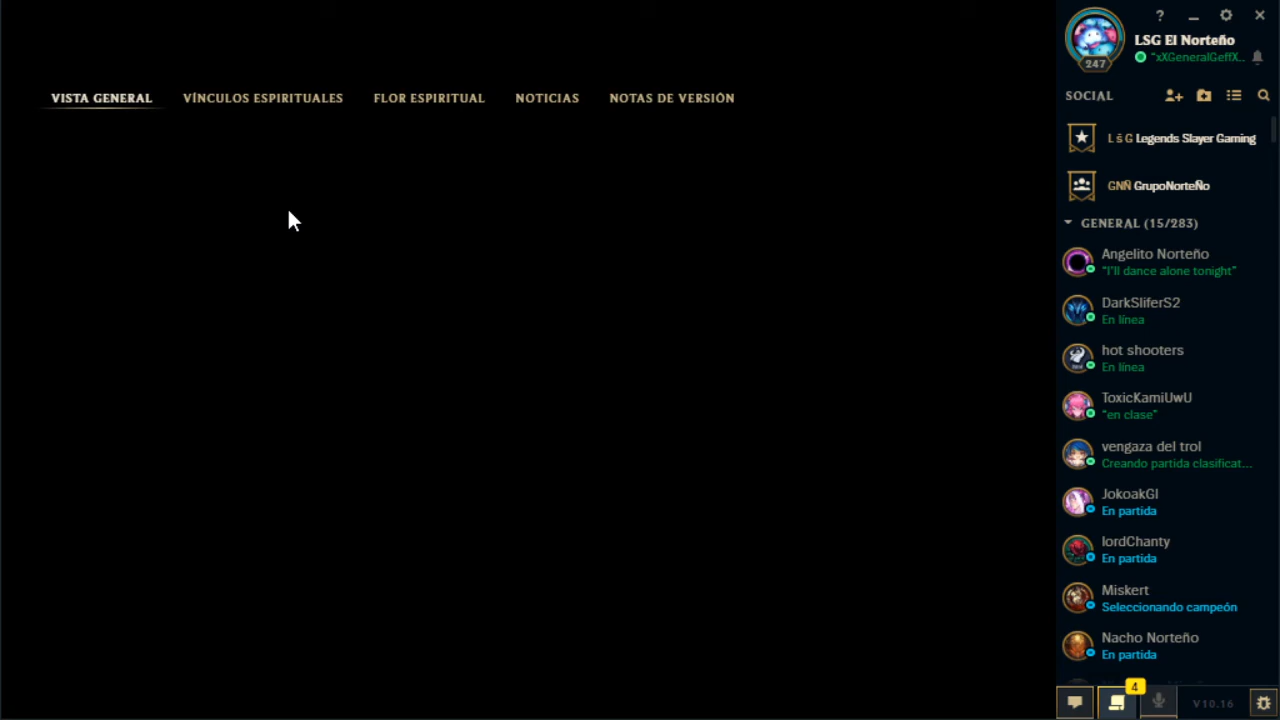 ?
LSG El Norteño
247
"xXGeneralGeffX...
VISTA GENERAL
VÍNCULOS ESPIRITUALES
FLOR ESPIRITUAL
NOTICIAS
NOTAS DE VERSIÓN
SOCIAL
L š G Legends Slayer Gaming
GNÑ GrupoNorteÑo
GENERAL (15/283)
Angelito Norteño
"I'll dance alone tonight"
DarkSliferS2
En línea
hot shooters
En línea
ToxicKamiUwU
"en clase"
vengaza del trol
Creando partida clasificat...
JokoakGl
En partida
lordChanty
En partida
Miskert
Seleccionando campeón
Nacho Norteño
En partida
4
V10.16